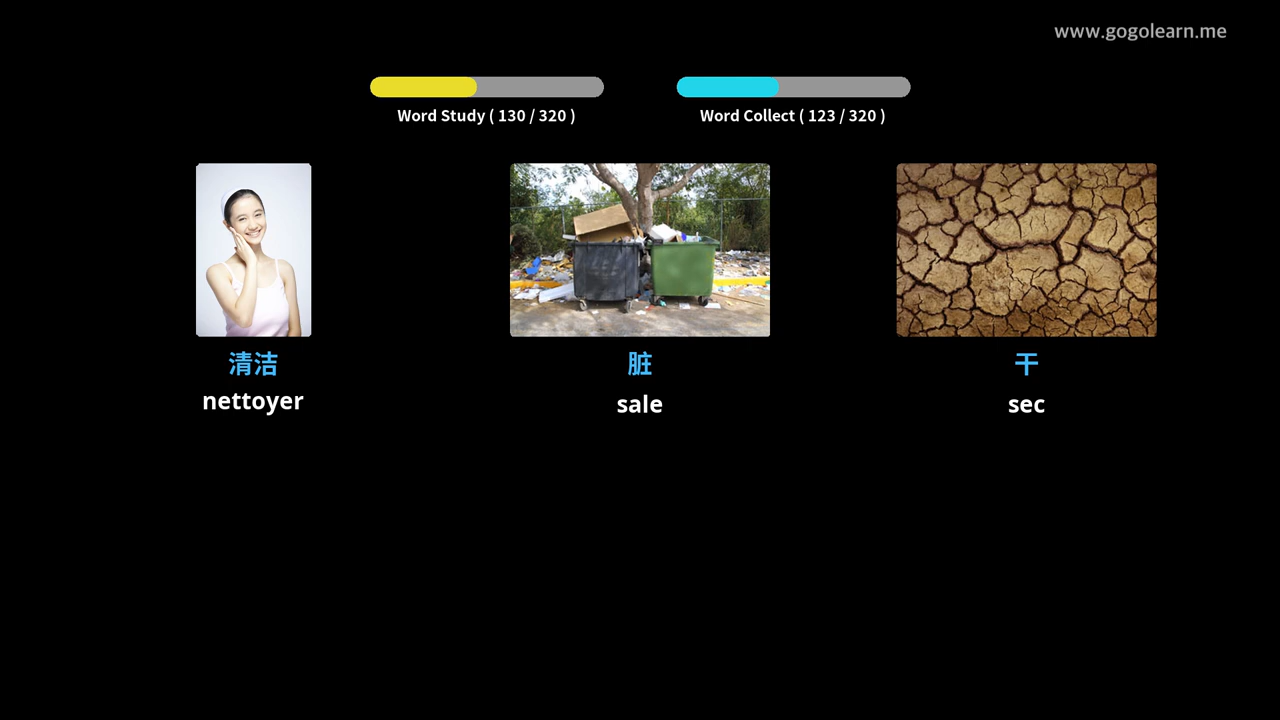 www.gogolearn.me
Word Study ( 130 / 320 )
Word Collect ( 123 / 320 )
清洁
nettoyer
脏
sale
干
sec